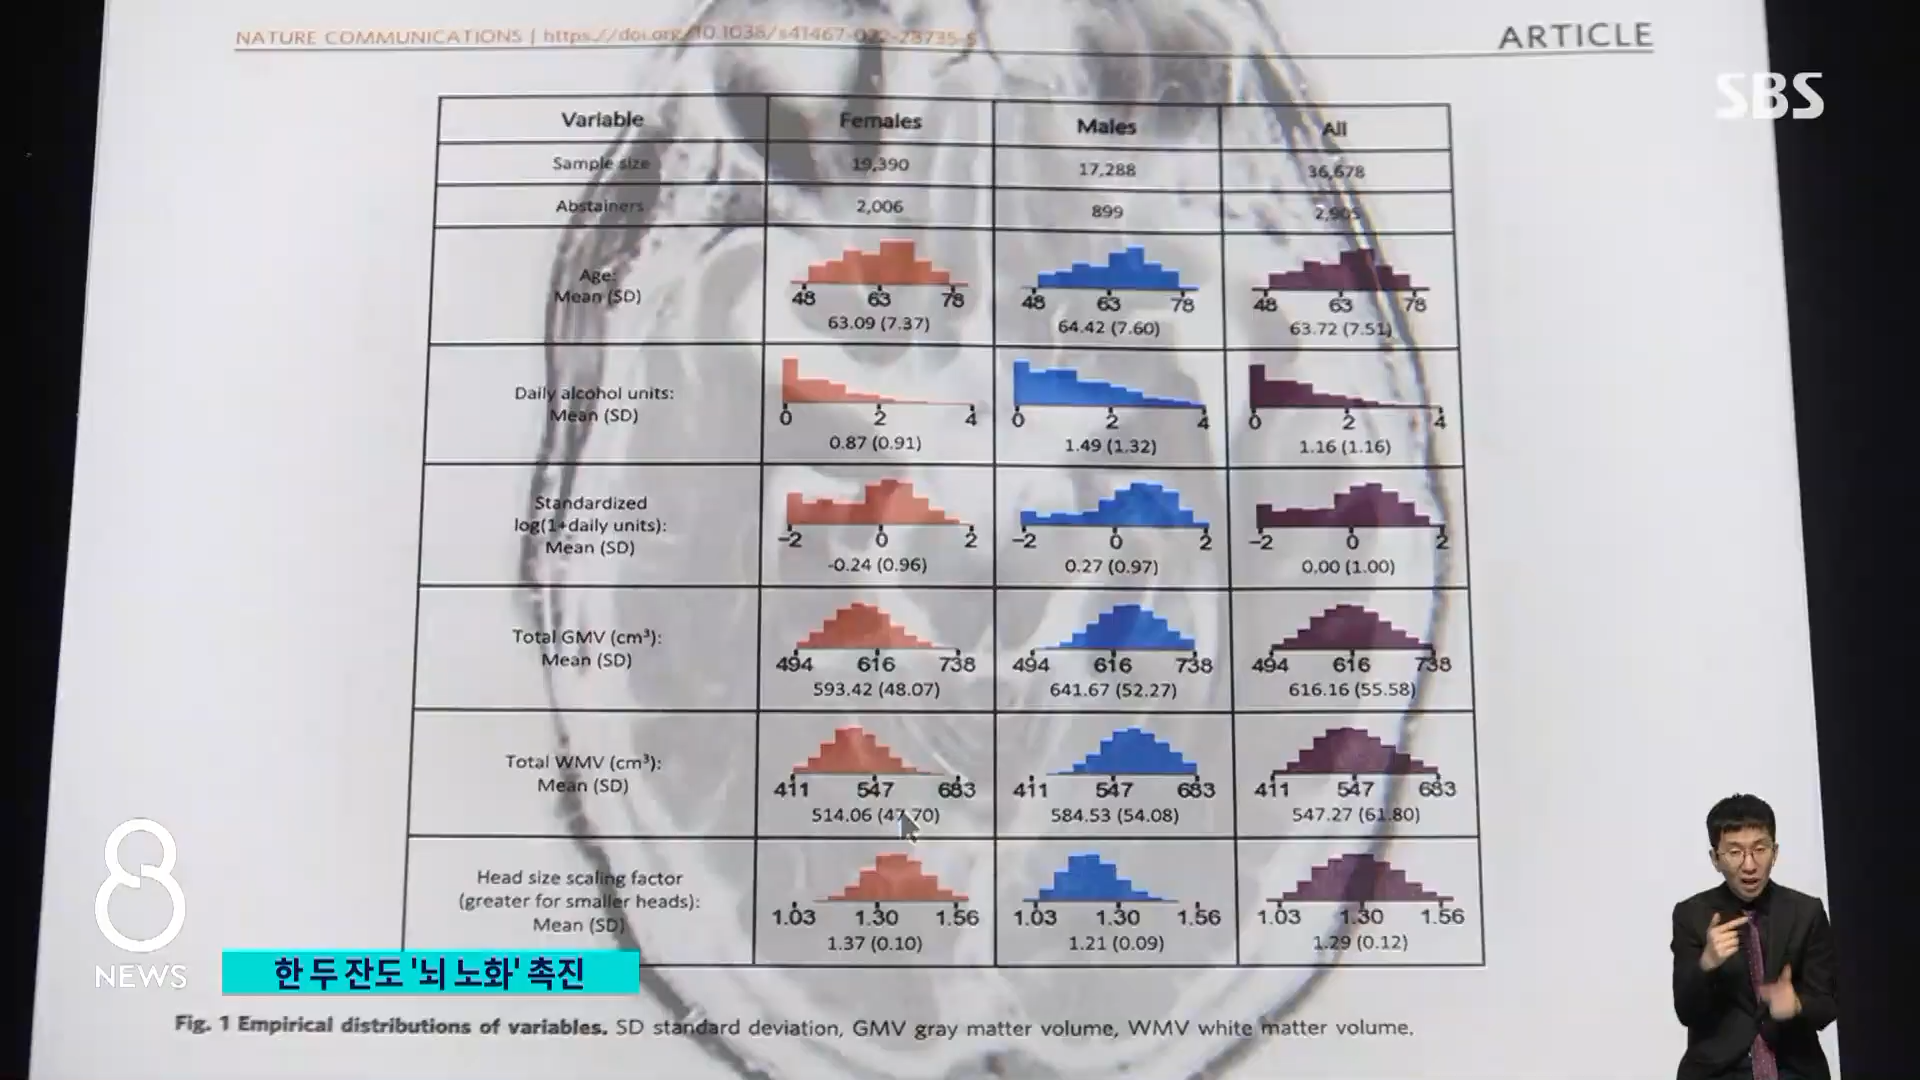 NATURE COMMUNICATIONS | https://doi.org/10.1038/s41467-022-28735-5
ARTICLE
SBS
Variable Females Males All
Sample size 19,390 17,288 36,678
Abstainers 2,006 899 2,905
Age:
Mean (SD)
48 63 78 48 63 78 48 63 78
63.09 (7.37) 64.42 (7.60) 63.72 (7.51)
Daily alcohol units:
Mean (SD)
0 2 4 0 2 4 0 2 4
0.87 (0.91) 1.49 (1.32) 1.16 (1.16)
Standardized
log(1+daily units):
Mean (SD)
−2 0 2 −2 0 2 −2 0 2
-0.24 (0.96) 0.27 (0.97) 0.00 (1.00)
Total GMV (cm³):
Mean (SD)
494 616 738 494 616 738 494 616 738
593.42 (48.07) 641.67 (52.27) 616.16 (55.58)
Total WMV (cm³):
Mean (SD)
411 547 683 411 547 683 411 547 683
514.06 (47.70) 584.53 (54.08) 547.27 (61.80)
Head size scaling factor
(greater for smaller heads):
Mean (SD)
1.03 1.30 1.56 1.03 1.30 1.56 1.03 1.30 1.56
1.37 (0.10) 1.21 (0.09) 1.29 (0.12)
8
NEWS
한 두 잔도 '뇌 노화' 촉진
Fig. 1 Empirical distributions of variables. SD standard deviation, GMV gray matter volume, WMV white matter volume.